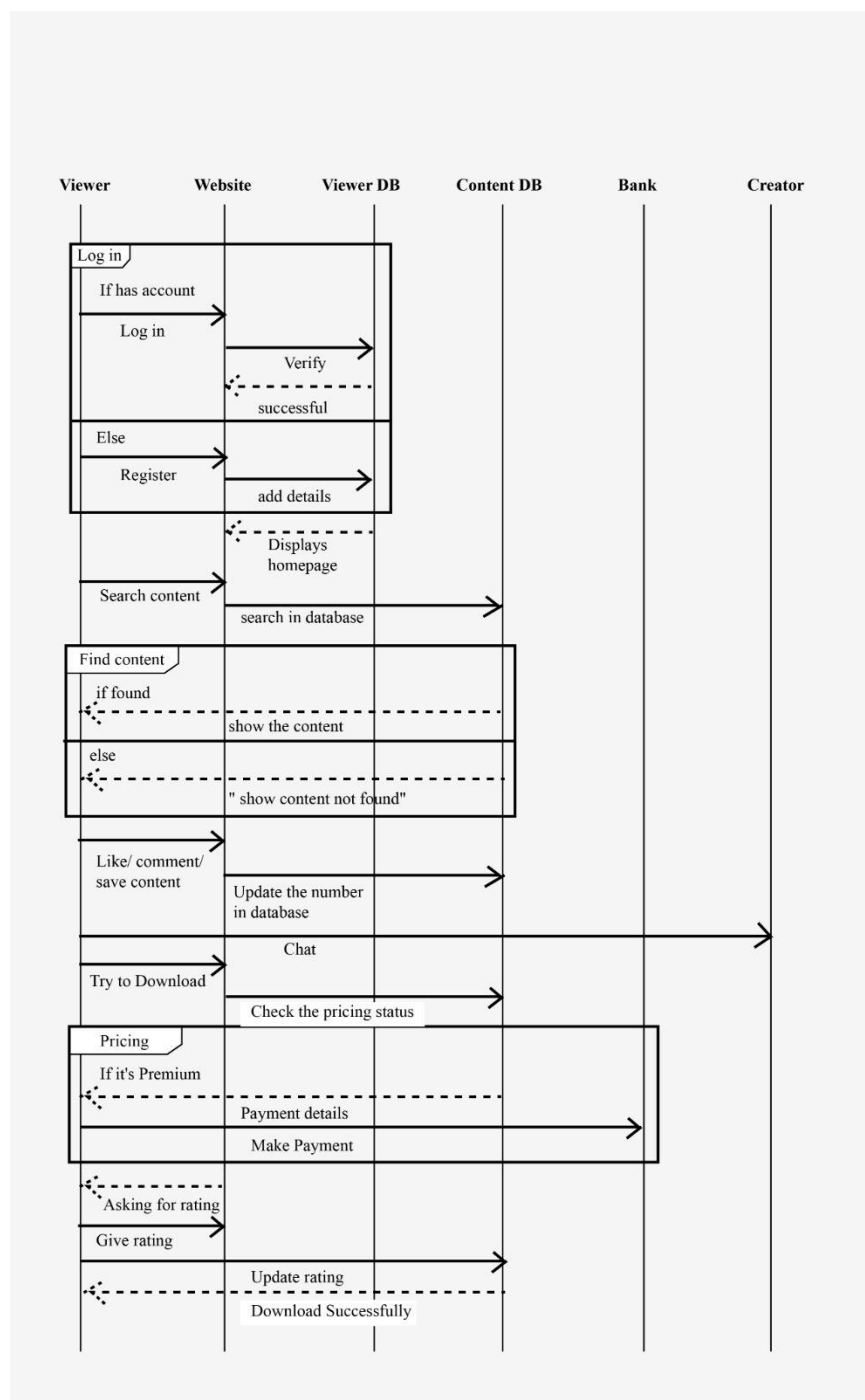 Viewer Website Viewer DB Content DB Bank Creator
Log in
If has account
Log in
Verify
successful
Else
Register
add details
Displays
homepage
Search content
search in database
Find content
if found
show the content
else
" show content not found"
Like/ comment/
save content
Update the number
in database
Chat
Try to Download
Check the pricing status
Pricing
If it's Premium
Payment details
Make Payment
Asking for rating
Give rating
Update rating
Download Successfully